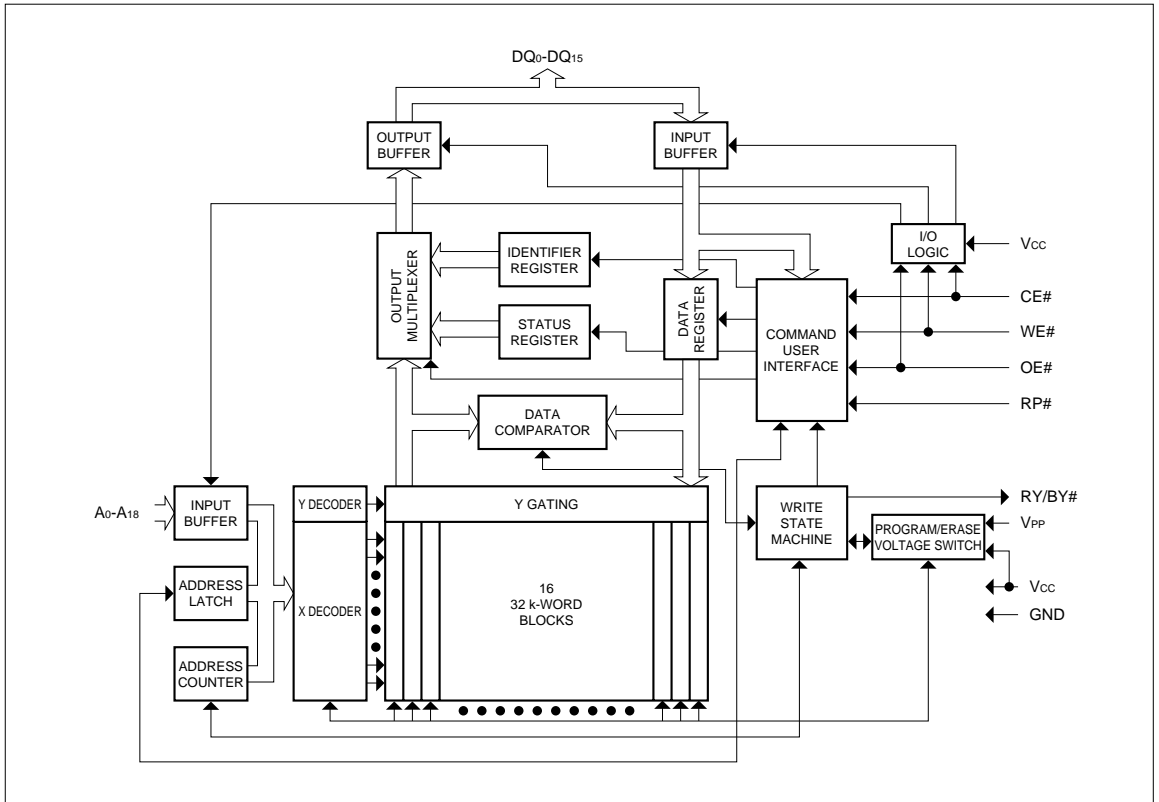 DQ0-DQ15
OUTPUT
BUFFER
INPUT
BUFFER
I/O
LOGIC
VCC
OUTPUT
MULTIPLEXER
IDENTIFIER
REGISTER
STATUS
REGISTER
DATA
REGISTER
COMMAND
USER
INTERFACE
CE#
WE#
OE#
RP#
DATA
COMPARATOR
A0-A18
INPUT
BUFFER
Y DECODER
Y GATING
WRITE
STATE
MACHINE
RY/BY#
PROGRAM/ERASE
VOLTAGE SWITCH
VPP
VCC
GND
ADDRESS
LATCH
X DECODER
16
32 k-WORD
BLOCKS
ADDRESS
COUNTER